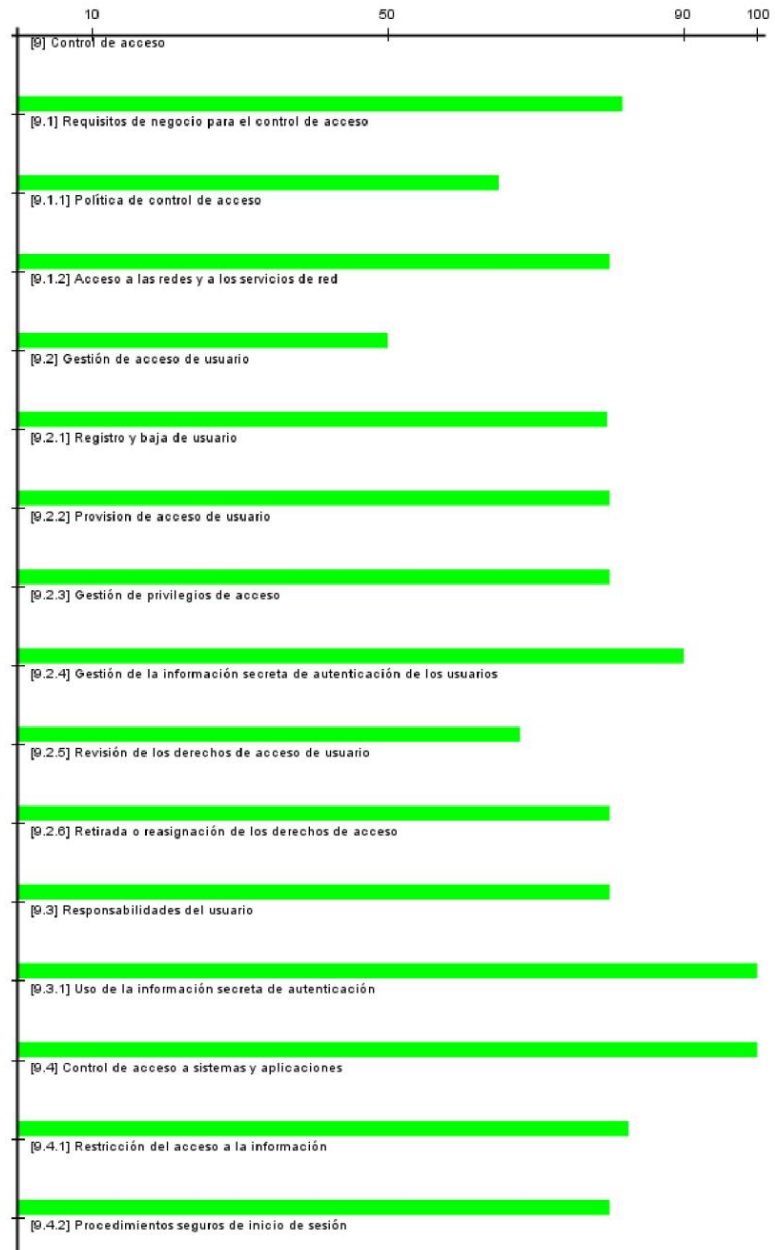 10 50 90 100
[9] Control de acceso
[9.1] Requisitos de negocio para el control de acceso
[9.1.1] Política de control de acceso
[9.1.2] Acceso a las redes y a los servicios de red
[9.2] Gestión de acceso de usuario
[9.2.1] Registro y baja de usuario
[9.2.2] Provision de acceso de usuario
[9.2.3] Gestión de privilegios de acceso
[9.2.4] Gestión de la información secreta de autenticación de los usuarios
[9.2.5] Revisión de los derechos de acceso de usuario
[9.2.6] Retirada o reasignación de los derechos de acceso
[9.3] Responsabilidades del usuario
[9.3.1] Uso de la información secreta de autenticación
[9.4] Control de acceso a sistemas y aplicaciones
[9.4.1] Restricción del acceso a la información
[9.4.2] Procedimientos seguros de inicio de sesión